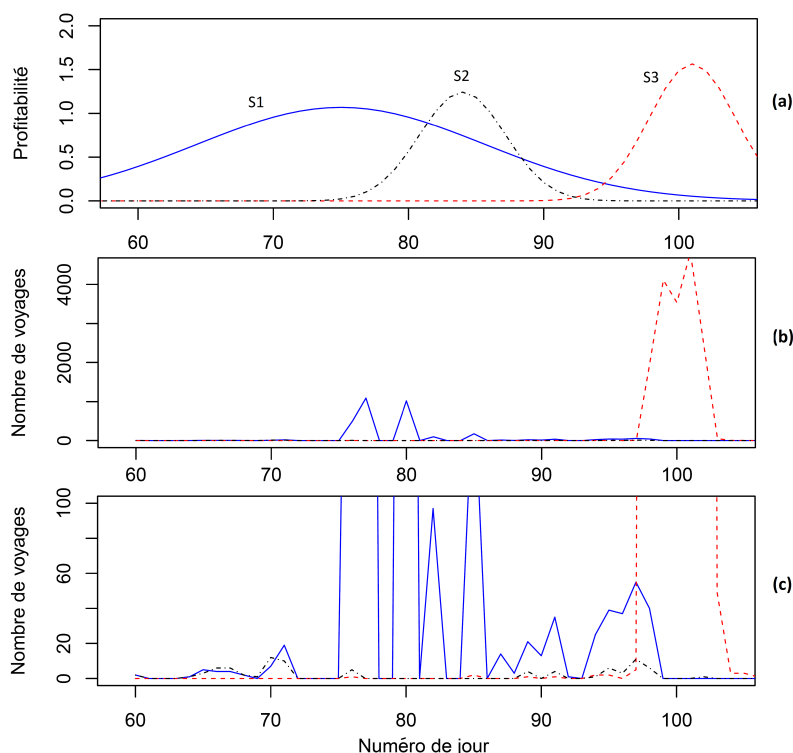 Profitabilité
0.0 0.5 1.0 1.5 2.0
S1
S2
S3
(a)
60 70 80 90 100
Nombre de voyages
0 2000 4000
(b)
60 70 80 90 100
Nombre de voyages
0 20 60 100
(c)
60 70 80 90 100
Numéro de jour